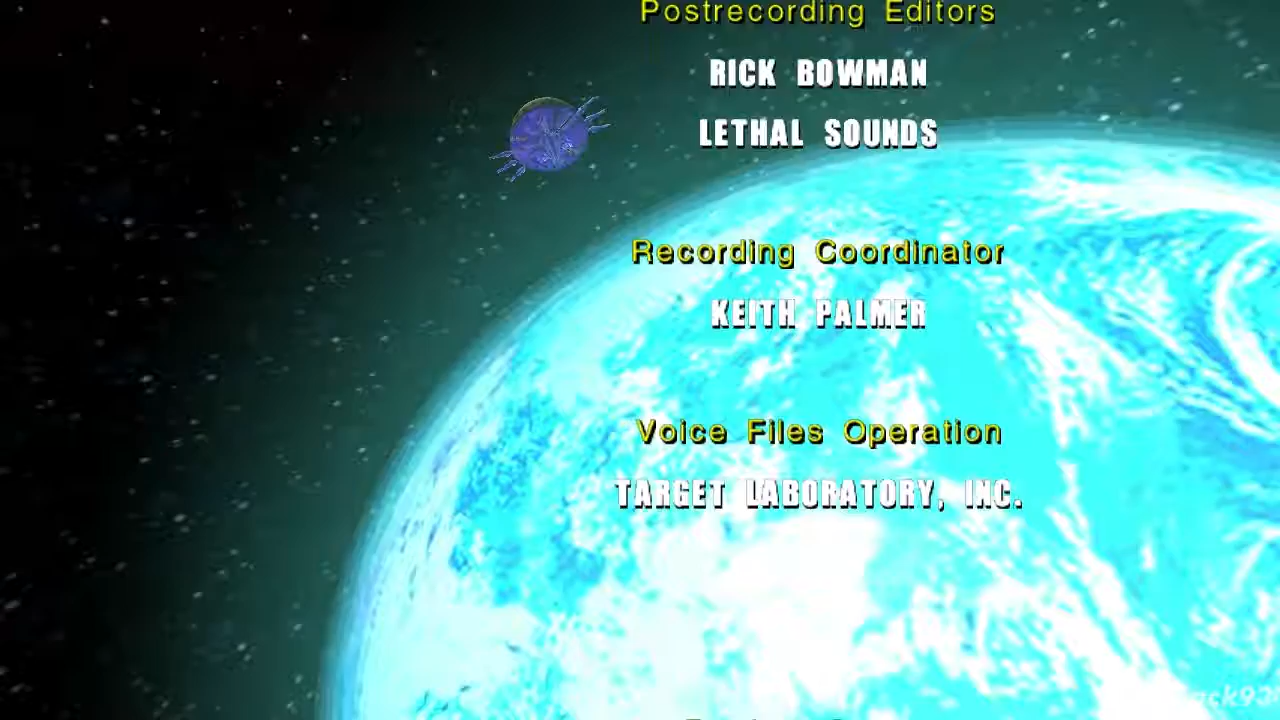 Postrecording Editors
RICK BOWMAN
LETHAL SOUNDS
Recording Coordinator
KEITH PALMER
Voice Files Operation
TARGET LABORATORY, INC.